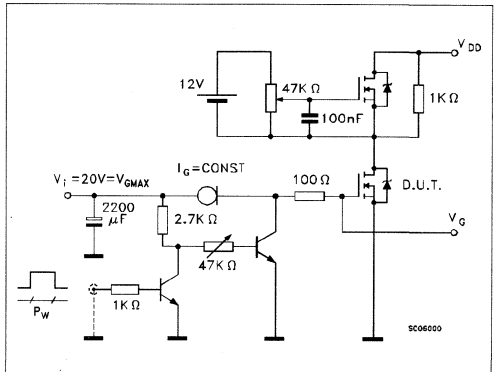 V DD
12V
47K Ω
1K Ω
100nF
I G = CONST
V i = 20V = V GMAX
100 Ω
D.U.T.
2200
μF
2.7K Ω
V G
47K Ω
1K Ω
P W
SC06000